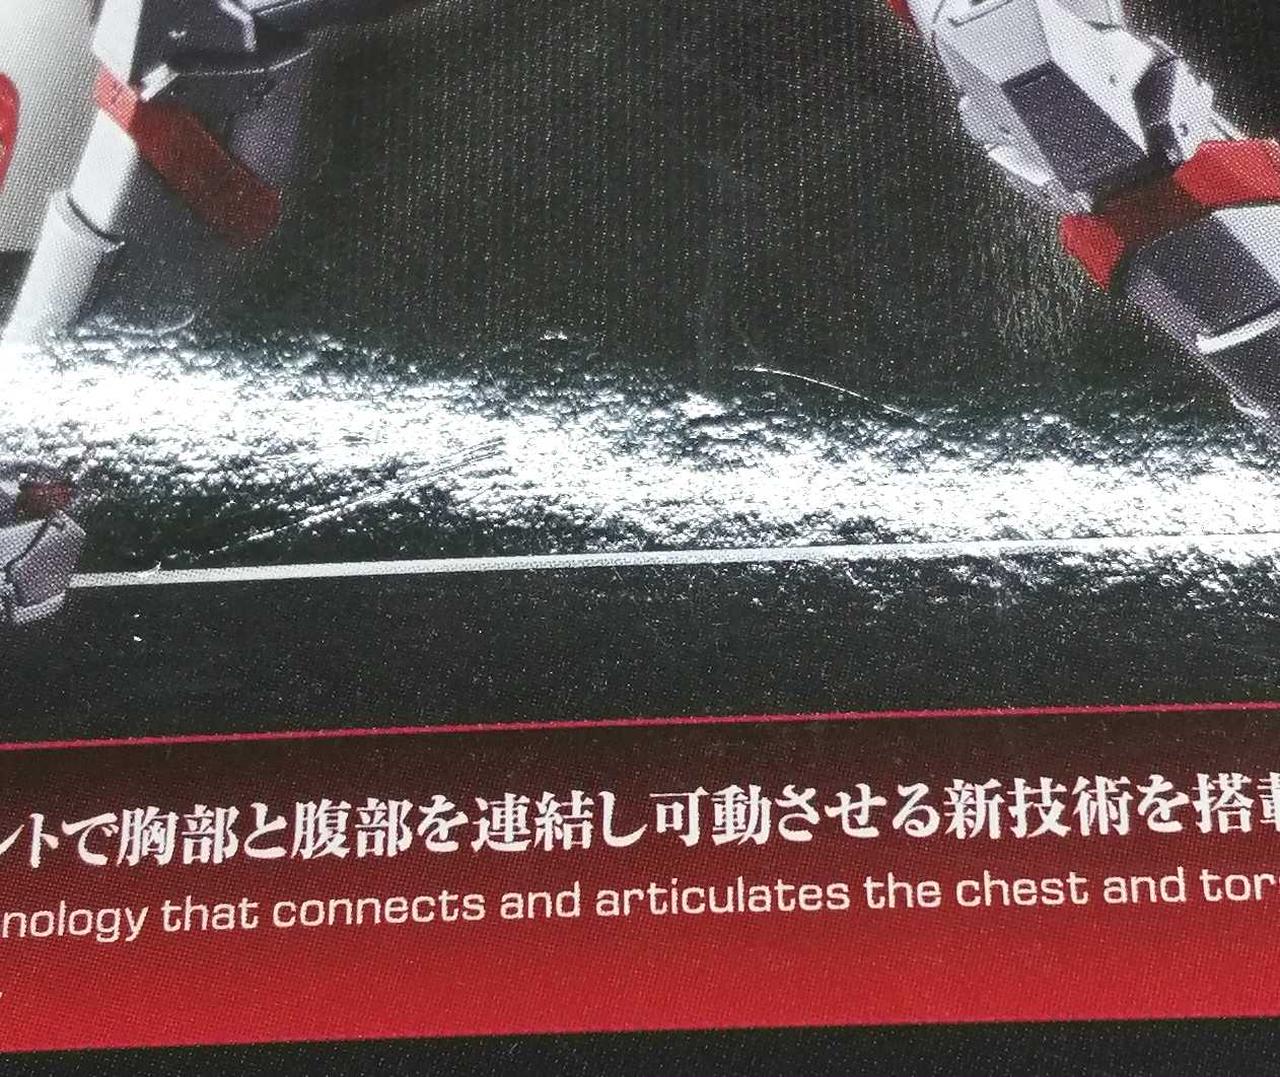 ントで胸部と腹部を連結し可動させる新技術を搭載
nology that connects and articulates the chest and tor